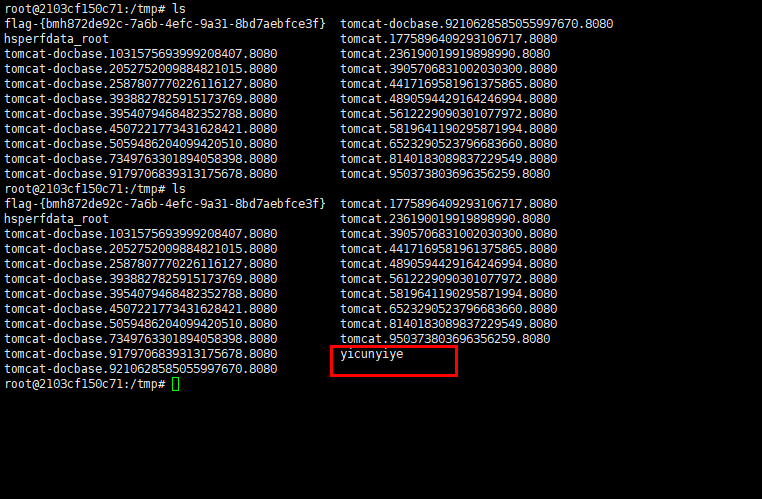 root@2103cf150c71:/tmp# ls
flag-{bmh872de92c-7a6b-4efc-9a31-8bd7aebfce3f} tomcat-docbase.9210628585055997670.8080
hsperfdata_root tomcat.1775896409293106717.8080
tomcat-docbase.1031575693999208407.8080 tomcat.236190019919898990.8080
tomcat-docbase.2052752009884821015.8080 tomcat.3905706831002030300.8080
tomcat-docbase.2587807770226116127.8080 tomcat.4417169581961375865.8080
tomcat-docbase.3938827825915173769.8080 tomcat.4890594429164246994.8080
tomcat-docbase.3954079468482352788.8080 tomcat.5612229090301077972.8080
tomcat-docbase.4507221773431628421.8080 tomcat.5819641190295871994.8080
tomcat-docbase.5059486204099420510.8080 tomcat.6523290523796683660.8080
tomcat-docbase.7349763301894058398.8080 tomcat.8140183089837229549.8080
tomcat-docbase.9179706839313175678.8080 tomcat.950373803696356259.8080
root@2103cf150c71:/tmp# ls
flag-{bmh872de92c-7a6b-4efc-9a31-8bd7aebfce3f} tomcat.1775896409293106717.8080
hsperfdata_root tomcat.236190019919898990.8080
tomcat-docbase.1031575693999208407.8080 tomcat.3905706831002030300.8080
tomcat-docbase.2052752009884821015.8080 tomcat.4417169581961375865.8080
tomcat-docbase.2587807770226116127.8080 tomcat.4890594429164246994.8080
tomcat-docbase.3938827825915173769.8080 tomcat.5612229090301077972.8080
tomcat-docbase.3954079468482352788.8080 tomcat.5819641190295871994.8080
tomcat-docbase.4507221773431628421.8080 tomcat.6523290523796683660.8080
tomcat-docbase.5059486204099420510.8080 tomcat.8140183089837229549.8080
tomcat-docbase.7349763301894058398.8080 tomcat.950373803696356259.8080
tomcat-docbase.9179706839313175678.8080 yicunyiye
tomcat-docbase.9210628585055997670.8080
root@2103cf150c71:/tmp#